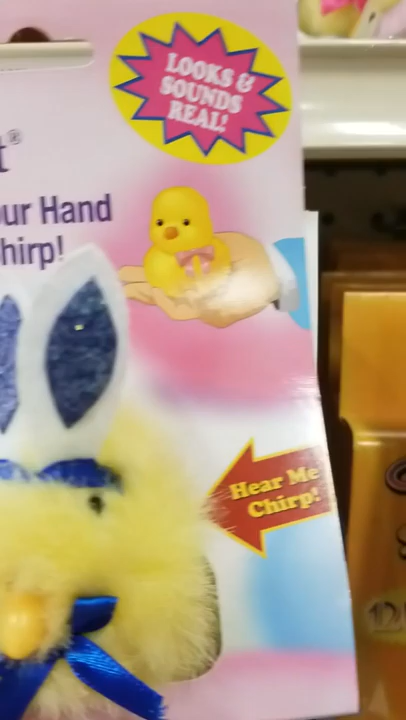 LOOKS &
SOUNDS
REAL!
t®
our Hand
hirp!
Hear Me
Chirp!